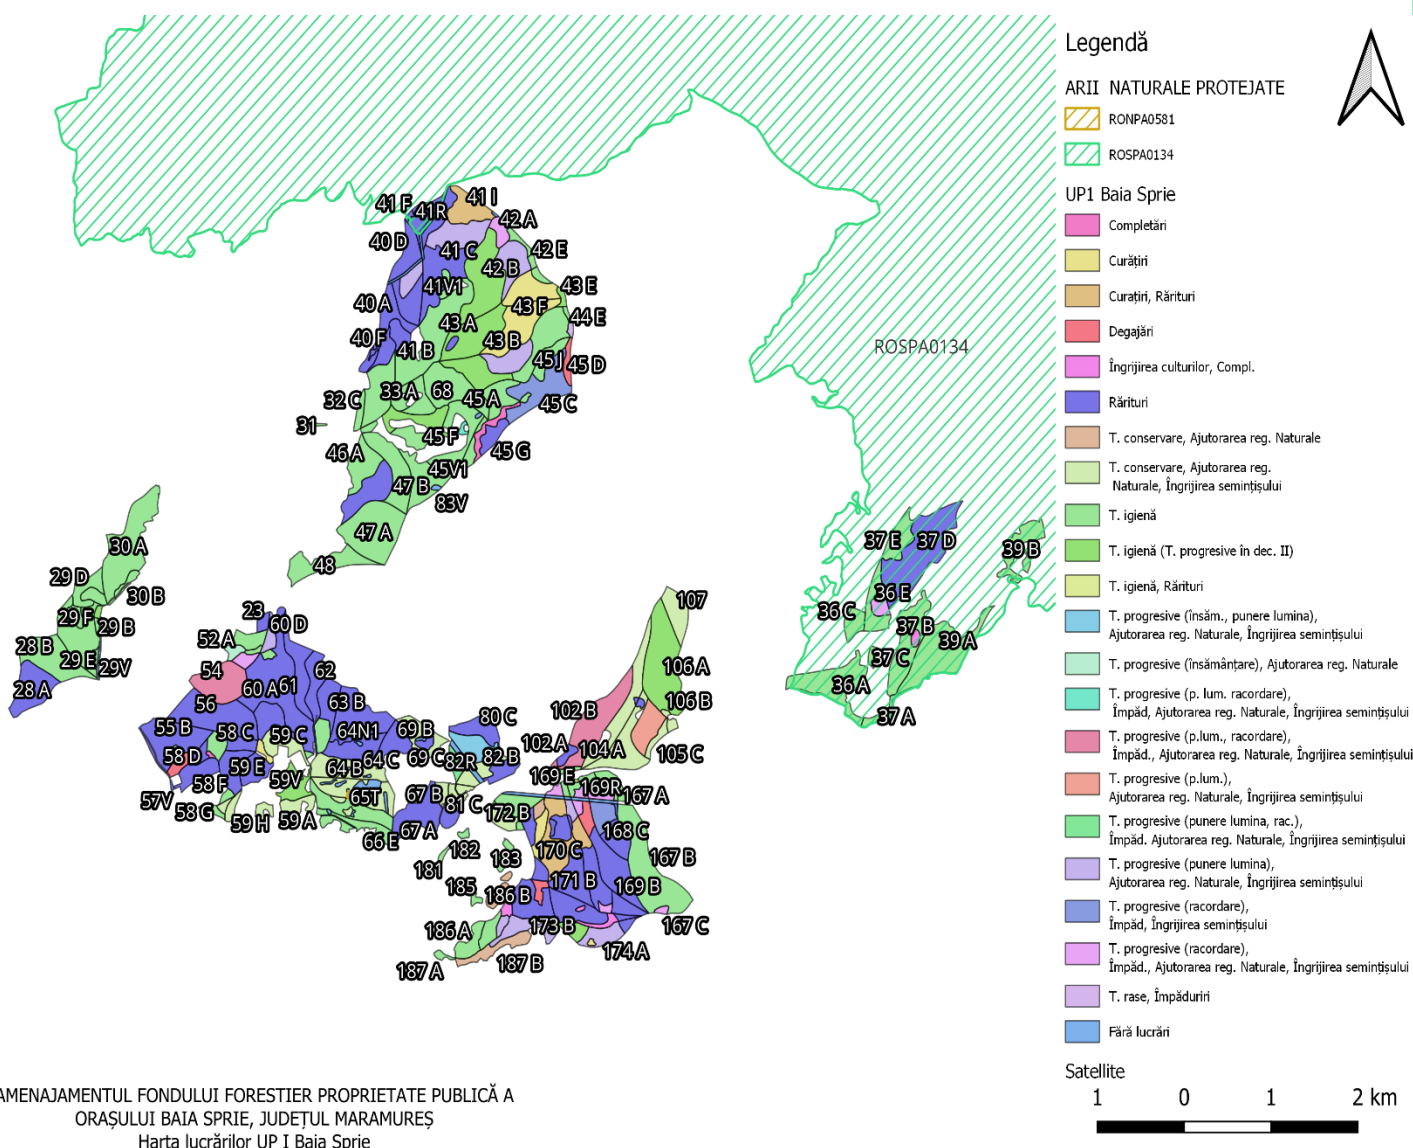 Legendă
ARII NATURALE PROTEJATE
RONPA0581
ROSPA0134
UP1 Baia Sprie
Completări
Curățiri
Curațiri, Rărituri
Degajări
Îngrijirea culturilor, Compl.
Rărituri
T. conservare, Ajutorarea reg. Naturale
T. conservare, Ajutorarea reg.
Naturale, Îngrijirea semințișului
T. igienă
T. igienă (T. progresive în dec. II)
T. igienă, Rărituri
T. progresive (însăm., punere lumina),
Ajutorarea reg. Naturale, Îngrijirea semințișului
T. progresive (însămânțare), Ajutorarea reg. Naturale
T. progresive (p. lum. racordare),
Împăd, Ajutorarea reg. Naturale, Îngrijirea semințișului
T. progresive (p.lum., racordare),
Împăd., Ajutorarea reg. Naturale, Îngrijirea semințișului
T. progresive (p.lum.),
Ajutorarea reg. Naturale, Îngrijirea semințișului
T. progresive (punere lumina, rac.),
Împăd. Ajutorarea reg. Naturale, Îngrijirea semințișului
T. progresive (punere lumina),
Ajutorarea reg. Naturale, Îngrijirea semințișului
T. progresive (racordare),
Împăd, Îngrijirea semințișului
T. progresive (racordare),
Împăd., Ajutorarea reg. Naturale, Îngrijirea semințișului
T. rase, Împăduriri
Fără lucrări
Satellite
1 0 1 2 km
ROSPA0134
41 F
41R
41 I
42 A
40 D
41 C
42 E
42 B
41V1
43 E
40 A
43 F
43 A
44 E
40 F
41 B
43 B
45 J
45 D
33 A
68
32 C
45 A
45 C
31
45 F
46 A
45 G
45V1
47 B
83V
47 A
48
30 A
29 D
30 B
29 F
29 B
28 B
29 E
29V
28 A
23
60 D
52 A
54
62
60 A
61
56
63 B
55 B
58 C
59 C
64N1
69 B
80 C
58 D
59 E
64 B
64 C
69 C
82R
82 B
58 F
59V
57V
65T
67 B
81 C
58 G
59 H
59 A
66 E
67 A
107
106 A
106 B
102 B
102 A
104 A
105 C
169 E
169R
167 A
172 B
168 C
182
183
170 C
167 B
181
185
171 B
186 B
169 B
186 A
173 B
167 C
174 A
187 A
187 B
37 E
37 D
39 B
36 E
36 C
37 B
39 A
37 C
36 A
37 A
AMENAJAMENTUL FONDULUI FORESTIER PROPRIETATE PUBLICĂ A
ORAȘULUI BAIA SPRIE, JUDEȚUL MARAMUREȘ
Harta lucrărilor UP I Baia Sprie